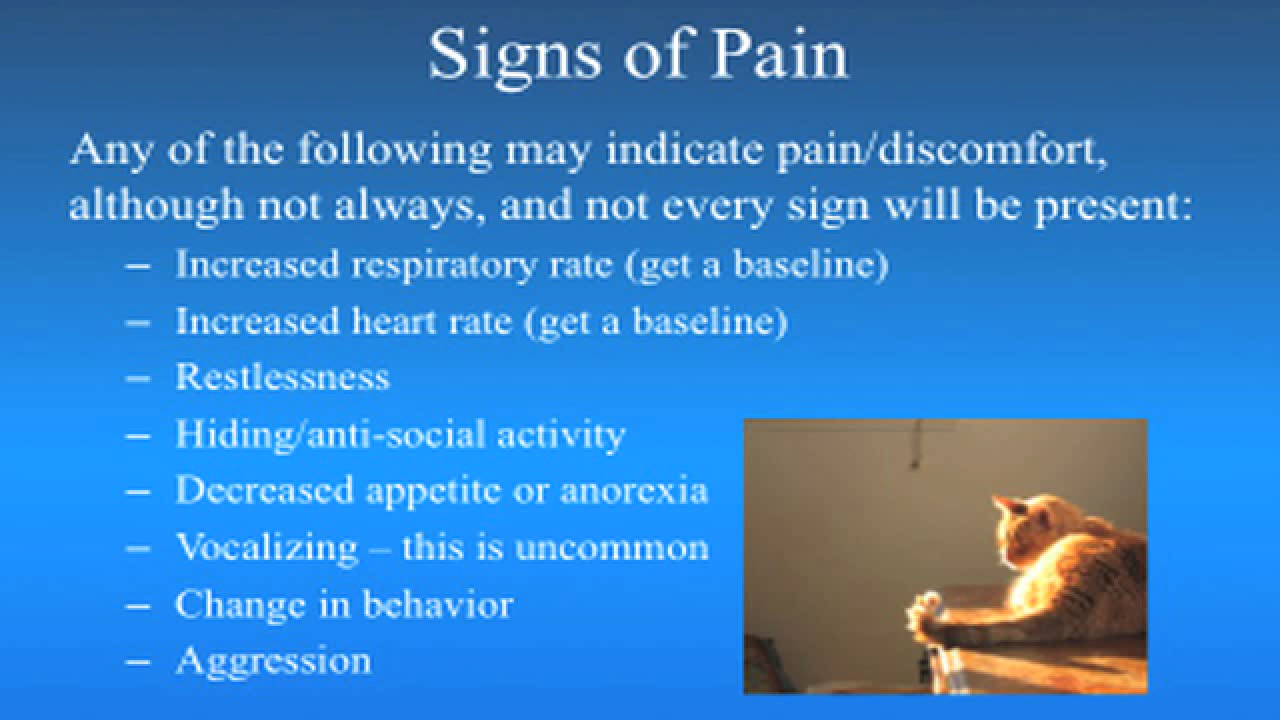 Signs of Pain
Any of the following may indicate pain/discomfort,
although not always, and not every sign will be present:
– Increased respiratory rate (get a baseline)
– Increased heart rate (get a baseline)
– Restlessness
– Hiding/anti-social activity
– Decreased appetite or anorexia
– Vocalizing – this is uncommon
– Change in behavior
– Aggression